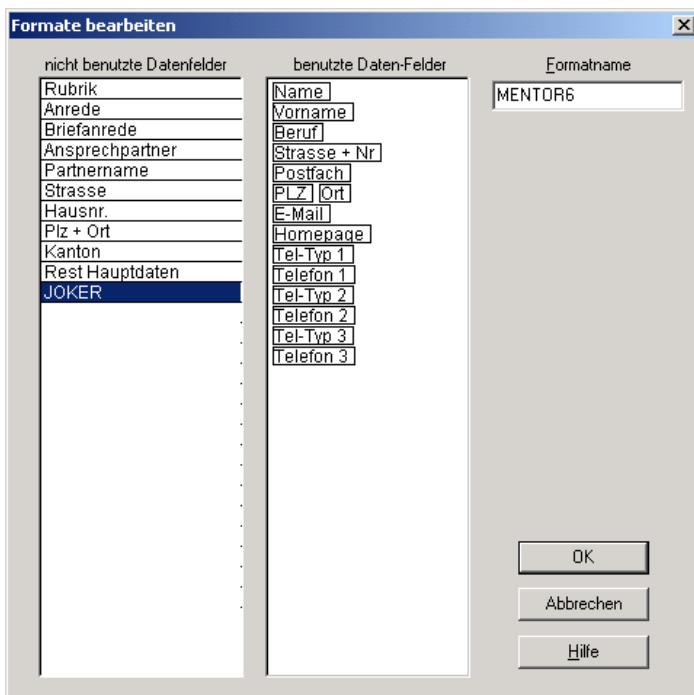 Formate bearbeiten
nicht benutzte Datenfelder
Rubrik
Anrede
Briefanrede
Ansprechpartner
Partnername
Strasse
Hausnr.
Plz + Ort
Kanton
Rest Hauptdaten
JOKER
benutzte Daten-Felder
Name
Vorname
Beruf
Strasse + Nr
Postfach
PLZ Ort
E-Mail
Homepage
Tel-Typ 1
Telefon 1
Tel-Typ 2
Telefon 2
Tel-Typ 3
Telefon 3
Formatname
MENTOR6
OK
Abbrechen
Hilfe